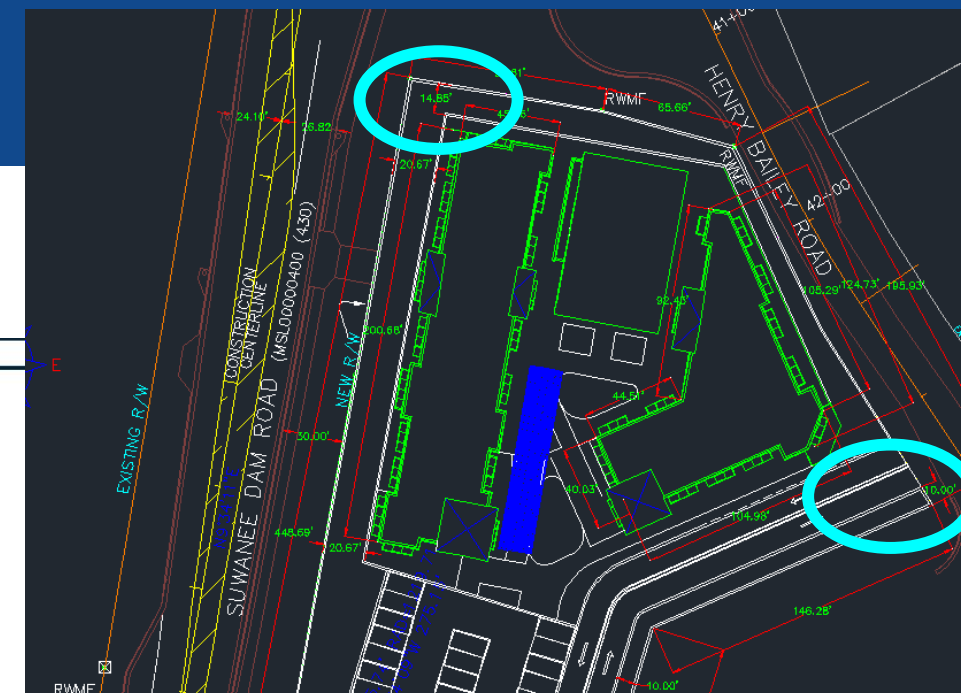 41+00
HENRY BAILEY ROAD
14.85'
RWMF
65.66'
24.10'
26.82
20.67'
RWMF
42+00
CONSTRUCTION
CENTERLINE
SUWANEE DAM ROAD (MSL00000400 (430)
105.29'
124.73'
195.93'
92.43'
200.68'
NEW R/W
E
EXISTING R/W
44.51'
30.00'
40.03'
10.00'
104.98'
448.69'
20.67'
146.28'
10.00'
RWMF